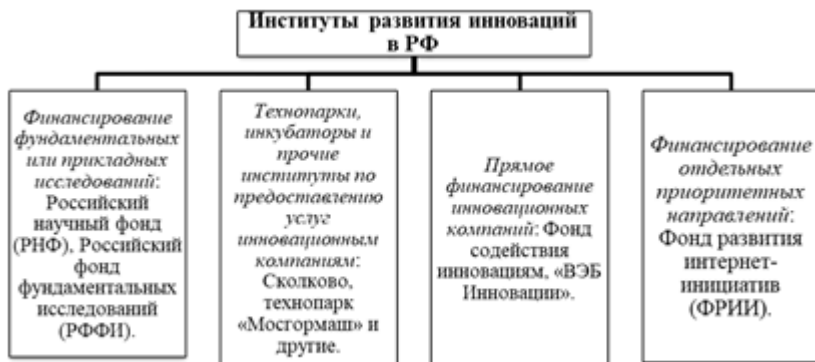 Институты развития инноваций
в РФ
Финансирование
фундаментальных
или прикладных
исследований:
Российский
научный фонд
(РНФ), Российский
фонд
фундаментальных
исследований
(РФФИ).
Технопарки,
инкубаторы и
прочие
институты по
предоставлению
услуг
инновационным
компаниям:
Сколково,
технопарк
«Мосгормаш» и
другие.
Прямое
финансирование
инновационных
компаний: Фонд
содействия
инновациям, «ВЭБ
Инновации».
Финансирование
отдельных
приоритетных
направлений:
Фонд развития
интернет-
инициатив
(ФРИИ).